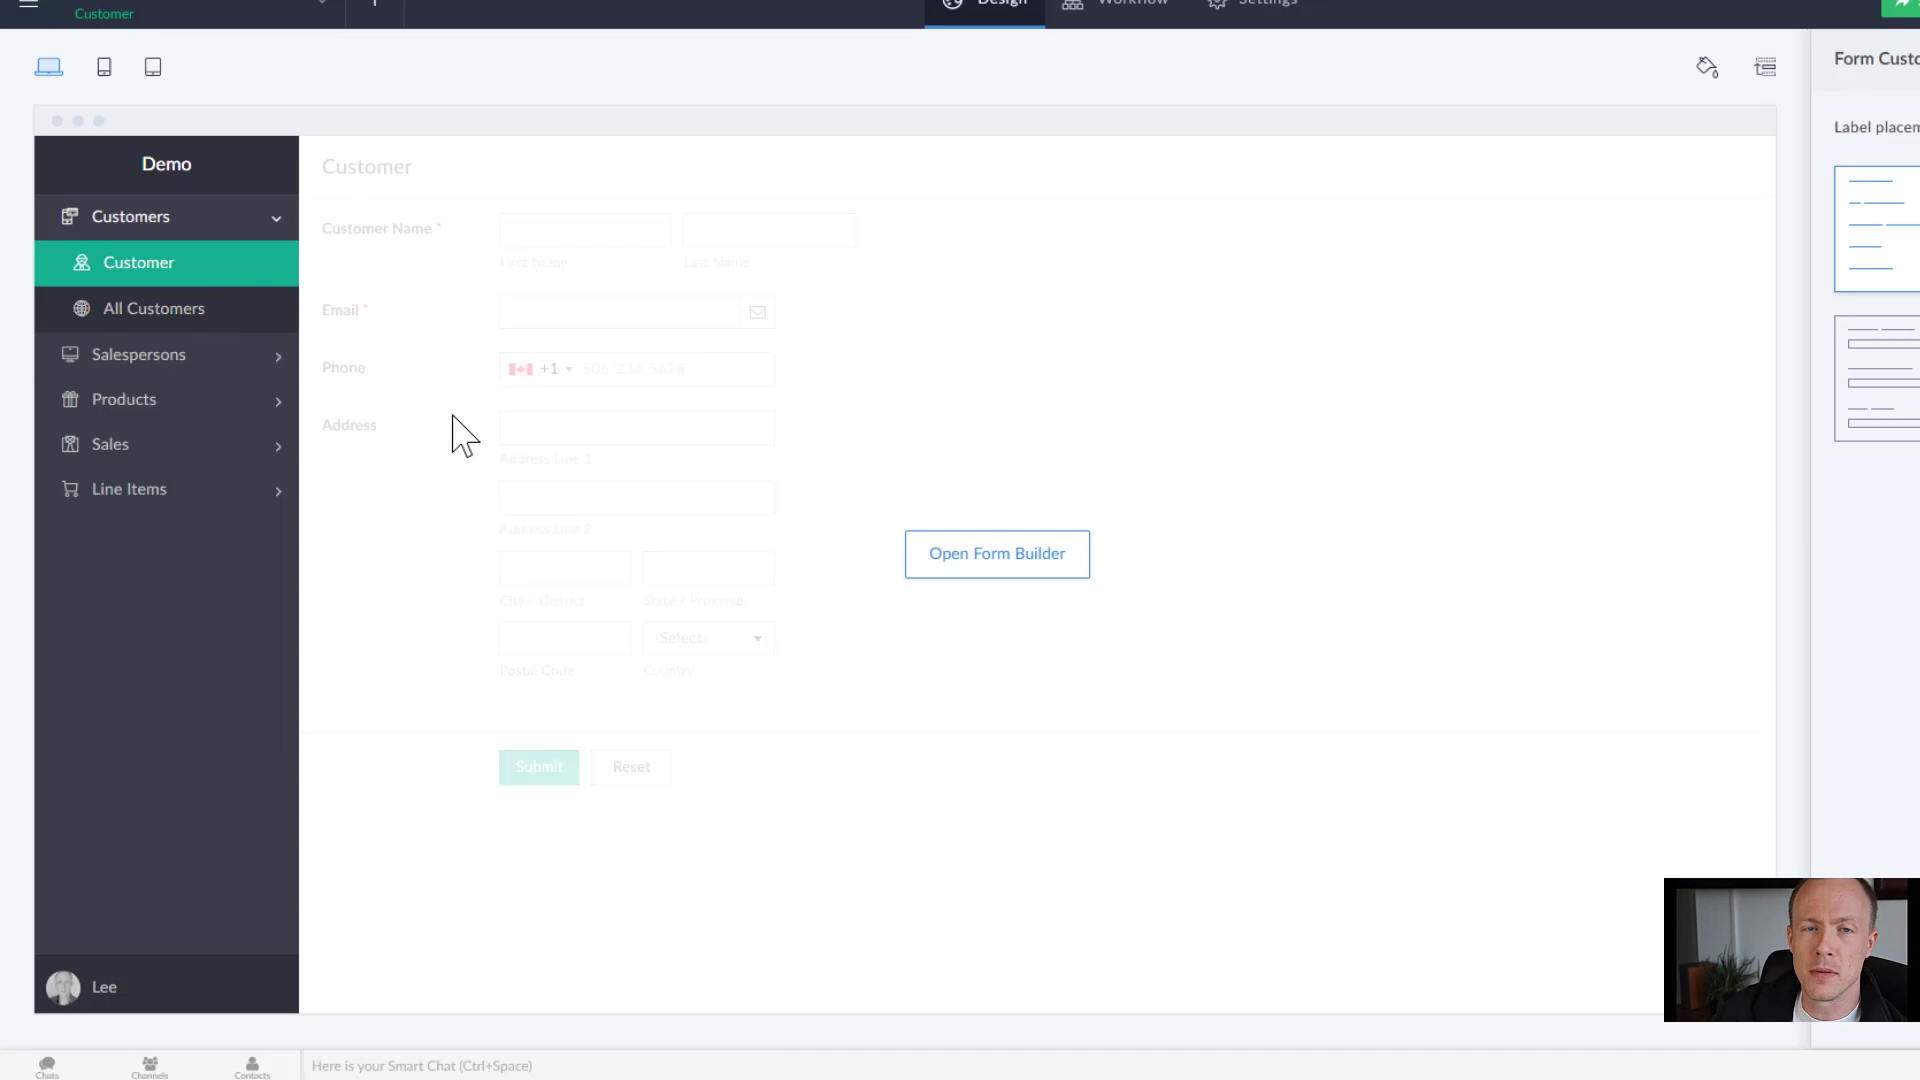 Customer
Design
Workflow
Settings
Form Custo
Label placem
Demo
Customers
Customer
All Customers
Salespersons
Products
Sales
Line Items
Lee
Customer
Customer Name *
First Name
Last Name
Email *
Phone
+1
506 234 5678
Address
Address Line 1
Address Line 2
City / District
State / Province
-Select-
Postal Code
Country
Open Form Builder
Submit
Reset
Chats
Channels
Contacts
Here is your Smart Chat (Ctrl+Space)